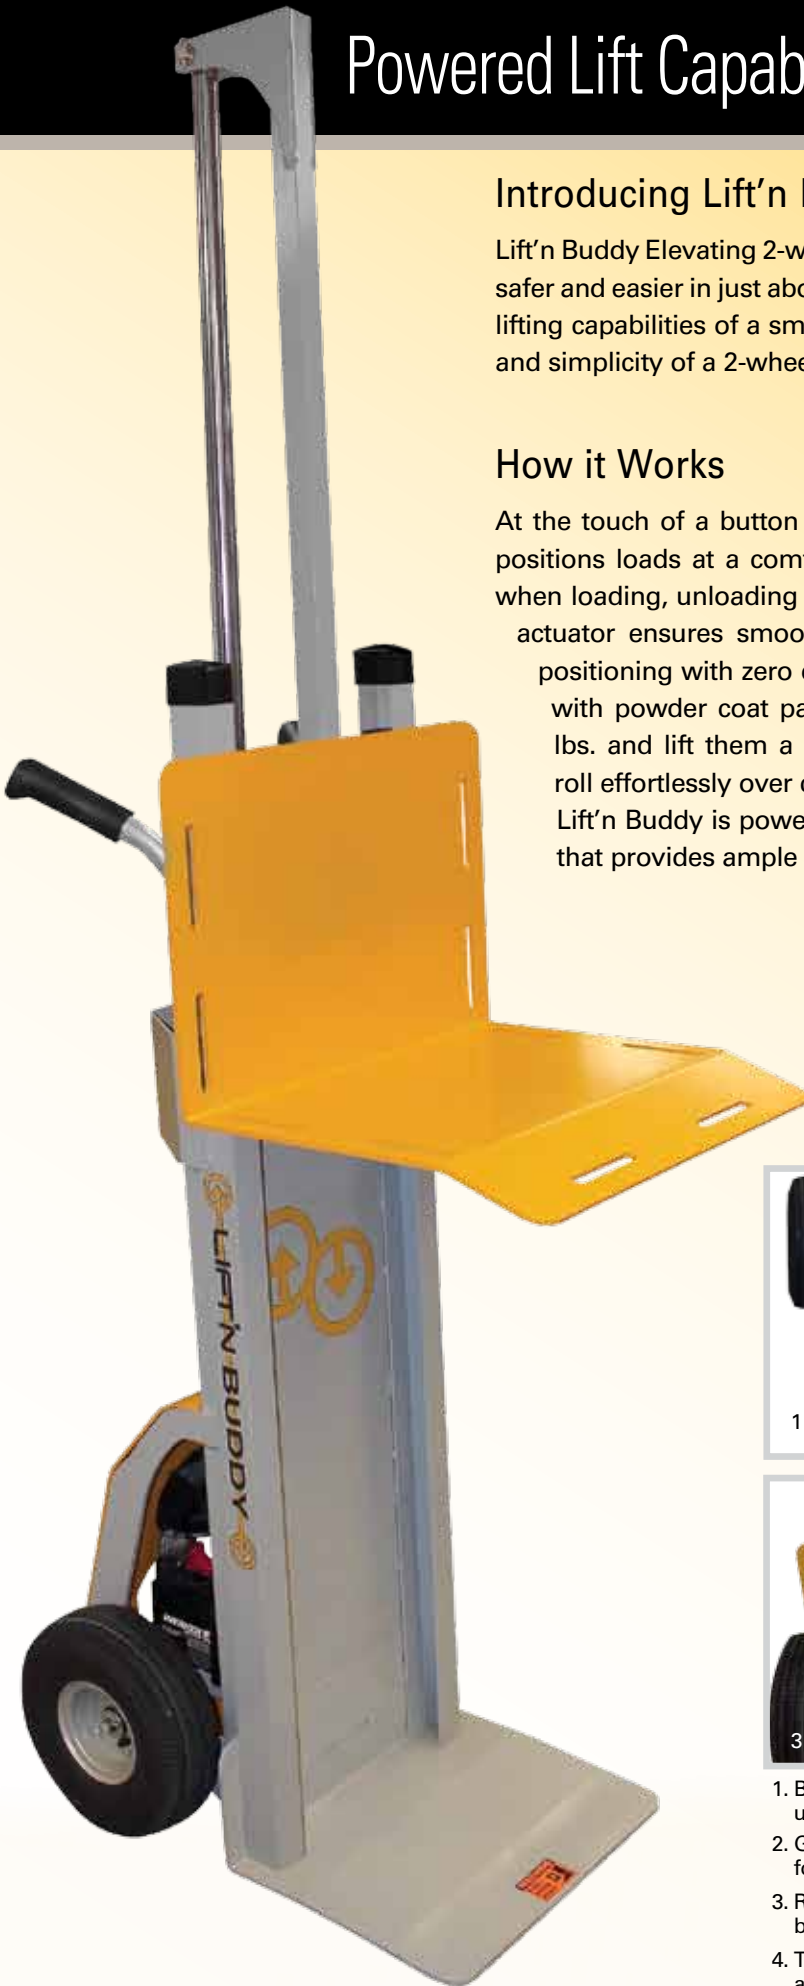 Powered Lift Capab
Introducing Lift’n
Lift’n Buddy Elevating 2-w
safer and easier in just abo
lifting capabilities of a sm
and simplicity of a 2-whee
How it Works
At the touch of a button
positions loads at a com
when loading, unloading
actuator ensures smoo
positioning with zero
with powder coat pa
lbs. and lift them a
roll effortlessly over
Lift’n Buddy is powe
that provides ample
LIFT'N BUDDY
1
3
1. B
u
2. G
fo
3. R
b
4. T
a